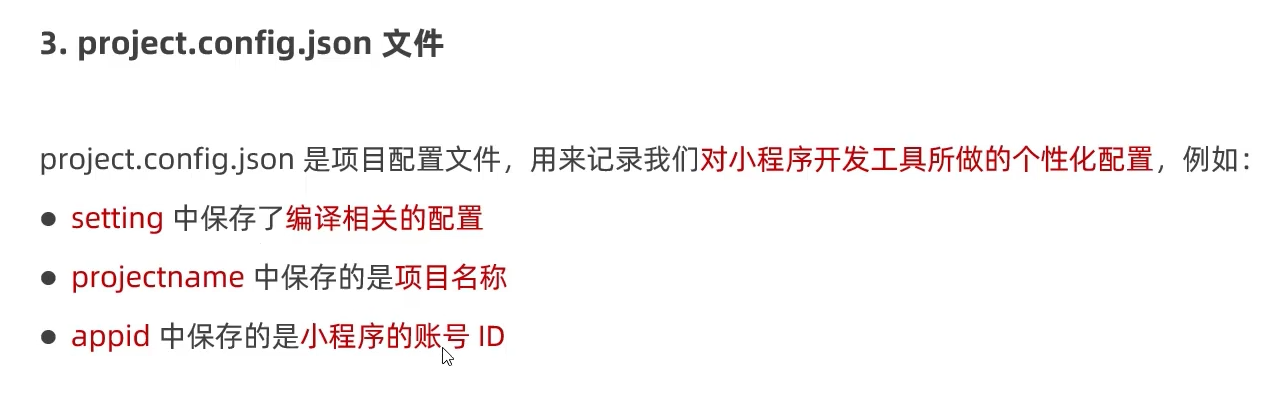 3. project.config.json 文件
project.config.json 是项目配置文件，用来记录我们对小程序开发工具所做的个性化配置，例如：
● setting 中保存了编译相关的配置
● projectname 中保存的是项目名称
● appid 中保存的是小程序的账号 ID